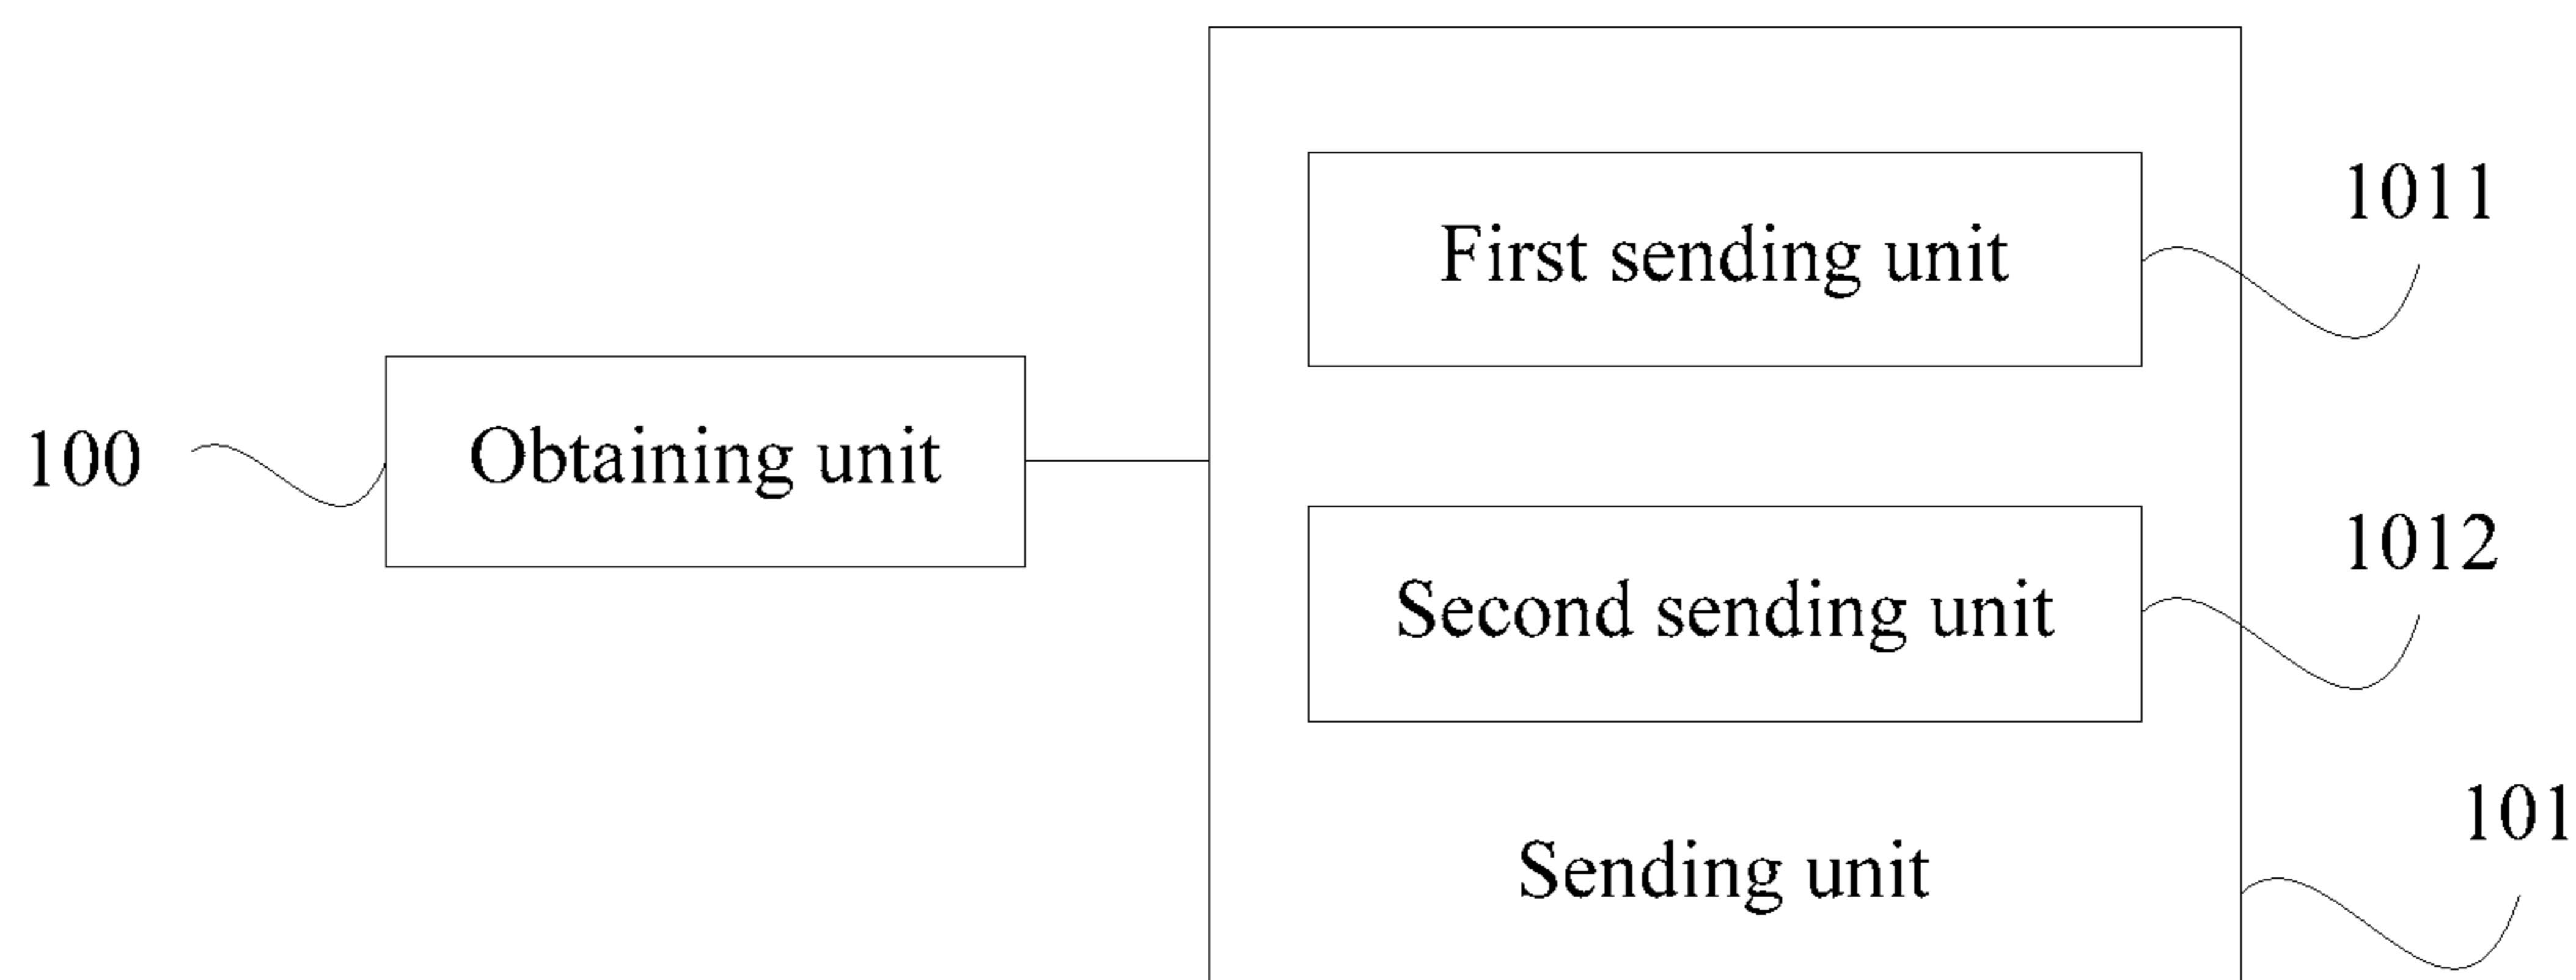 1011
First sending unit
100
Obtaining unit
1012
Second sending unit
101
Sending unit